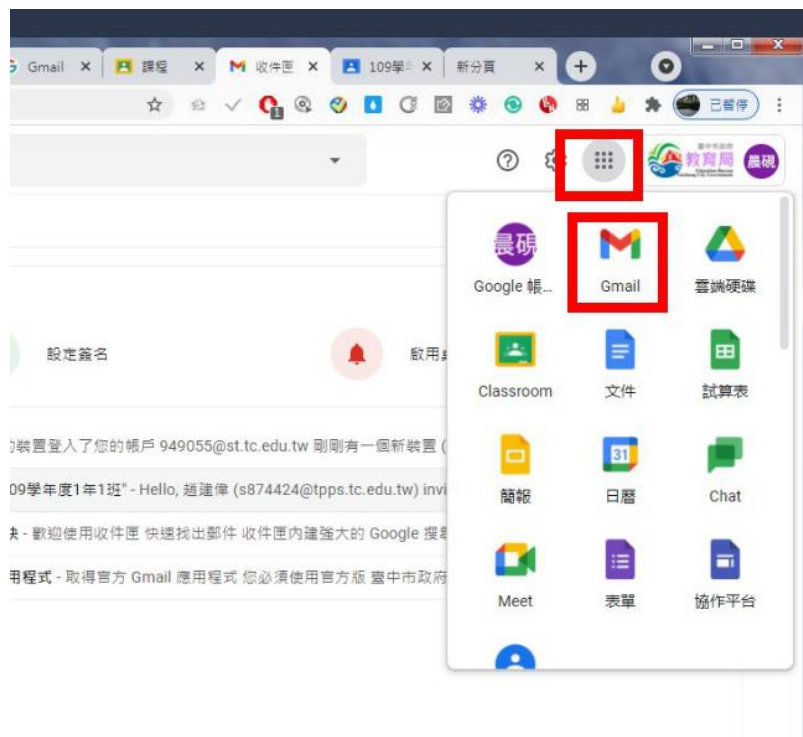 Gmail
課程
收件匣
109學
新分頁
已暫停
臺中市政府
教育局
晨硯
晨硯
Google 帳...
Gmail
雲端硬碟
設定簽名
啟用
Classroom
文件
試算表
裝置登入了您的帳戶 949055@st.tc.edu.tw 剛剛有一個新裝置 (
09學年度1年1班" - Hello, 趙建偉 (s874424@tpps.tc.edu.tw) invi
簡報
31
日曆
Chat
- 歡迎使用收件匣 快速找出郵件 收件匣內建強大的 Google 搜尋
用程式 - 取得官方 Gmail 應用程式 您必須使用官方版 臺中市政府
Meet
表單
協作平台